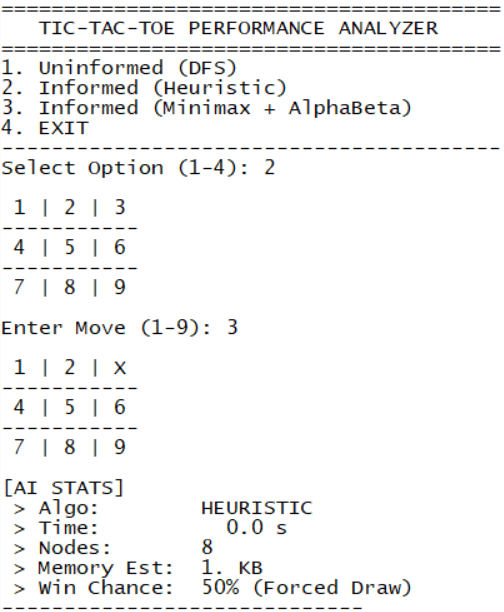 ==========================================
TIC-TAC-TOE PERFORMANCE ANALYZER
==========================================
1. Uninformed (DFS)
2. Informed (Heuristic)
3. Informed (Minimax + AlphaBeta)
4. EXIT
------------------------------------------
Select Option (1-4): 2
1 | 2 | 3
-----------
4 | 5 | 6
-----------
7 | 8 | 9
Enter Move (1-9): 3
1 | 2 | X
-----------
4 | 5 | 6
-----------
7 | 8 | 9
[AI STATS]
> Algo: HEURISTIC
> Time: 0.0 s
> Nodes: 8
> Memory Est: 1. KB
> Win Chance: 50% (Forced Draw)
------------------------------